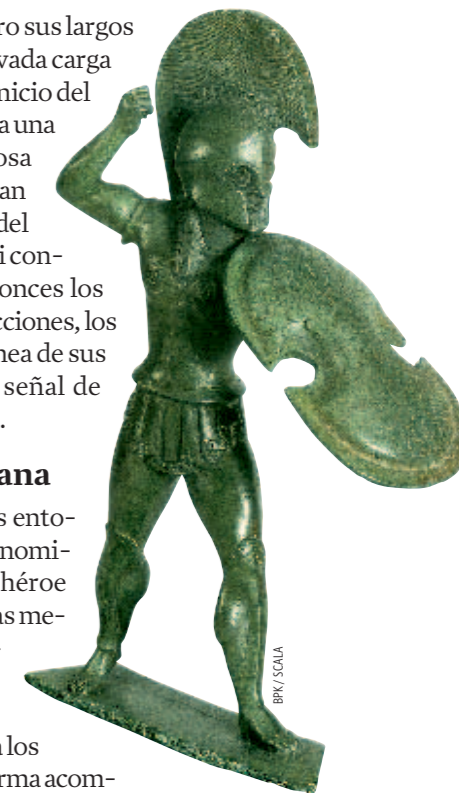 ro sus largos
vada carga
nicio del
a una
osa
an
del
i con-
onces los
cciones, los
nea de sus
señal de
.
ana
s ento-
nomi-
héroe
as me-
-
los
rma acom-
BPK / SCALA